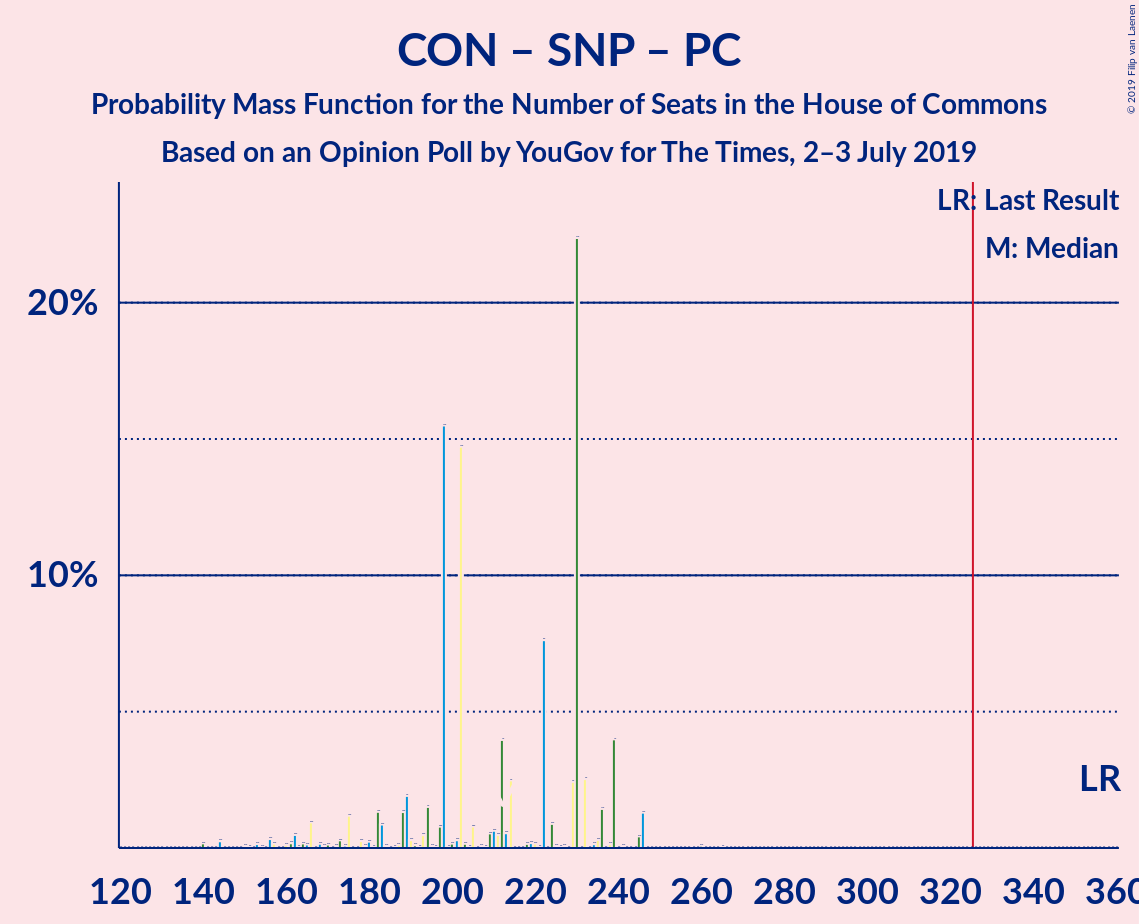 CON – SNP – PC
Probability Mass Function for the Number of Seats in the House of Commons
Based on an Opinion Poll by YouGov for The Times, 2–3 July 2019
© 2019 Filip van Laenen
LR: Last Result
M: Median
20%
10%
LR
120 140 160 180 200 220 240 260 280 300 320 340 360